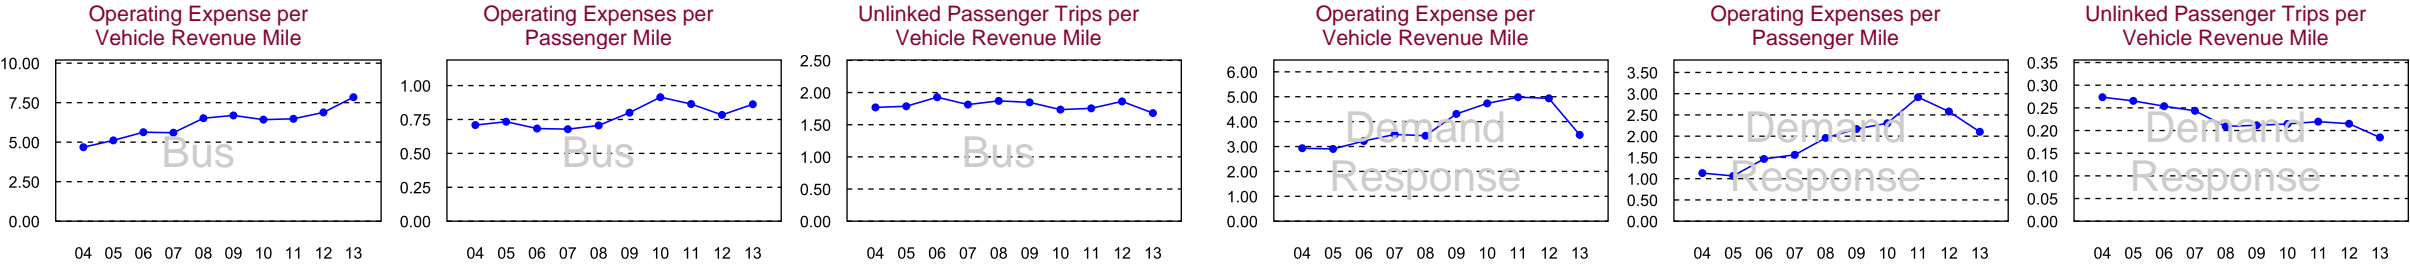 Operating Expense per
Vehicle Revenue Mile
10.00
7.50
5.00
2.50
0.00
Bus
04 05 06 07 08 09 10 11 12 13
Operating Expenses per
Passenger Mile
1.00
0.75
0.50
0.25
0.00
Bus
04 05 06 07 08 09 10 11 12 13
Unlinked Passenger Trips per
Vehicle Revenue Mile
2.50
2.00
1.50
1.00
0.50
0.00
Bus
04 05 06 07 08 09 10 11 12 13
Operating Expense per
Vehicle Revenue Mile
6.00
5.00
4.00
3.00
2.00
1.00
0.00
Demand
Response
04 05 06 07 08 09 10 11 12 13
Operating Expenses per
Passenger Mile
3.50
3.00
2.50
2.00
1.50
1.00
0.50
0.00
Demand
Response
04 05 06 07 08 09 10 11 12 13
Unlinked Passenger Trips per
Vehicle Revenue Mile
0.35
0.30
0.25
0.20
0.15
0.10
0.05
0.00
Demand
Response
04 05 06 07 08 09 10 11 12 13